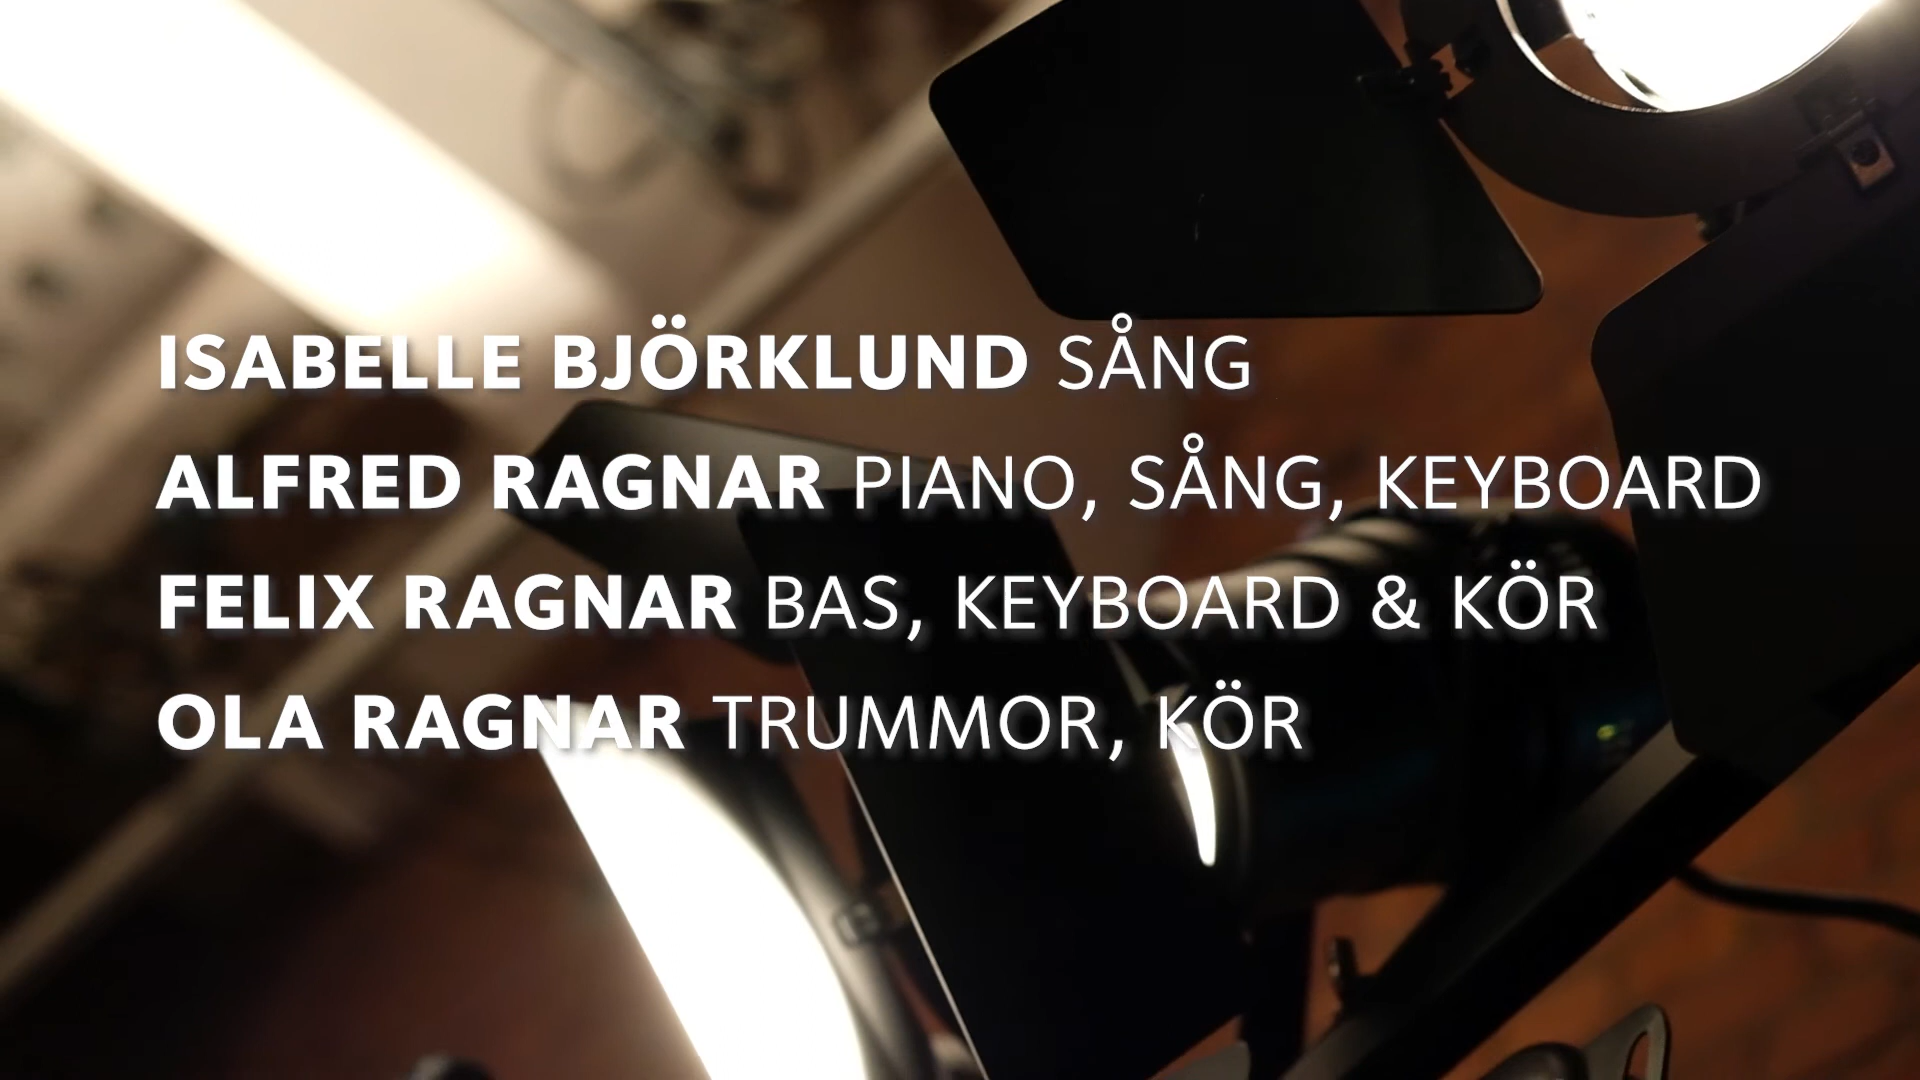 ISABELLE BJÖRKLUND SÅNG
ALFRED RAGNAR PIANO, SÅNG, KEYBOARD
FELIX RAGNAR BAS, KEYBOARD & KÖR
OLA RAGNAR TRUMMOR, KÖR